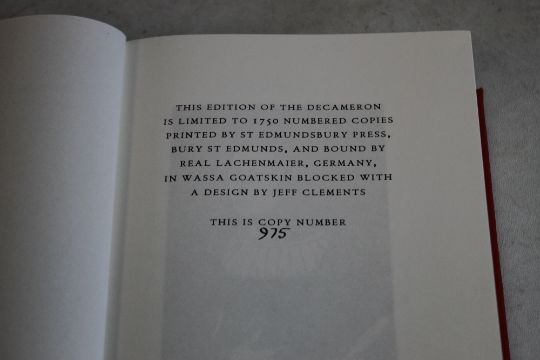 THIS EDITION OF THE DECAMERON
IS LIMITED TO 1750 NUMBERED COPIES
PRINTED BY ST EDMUNDSBURY PRESS,
BURY ST EDMUNDS, AND BOUND BY
REAL LACHENMAIER, GERMANY,
IN WASSA GOATSKIN BLOCKED WITH
A DESIGN BY JEFF CLEMENTS
THIS IS COPY NUMBER
975